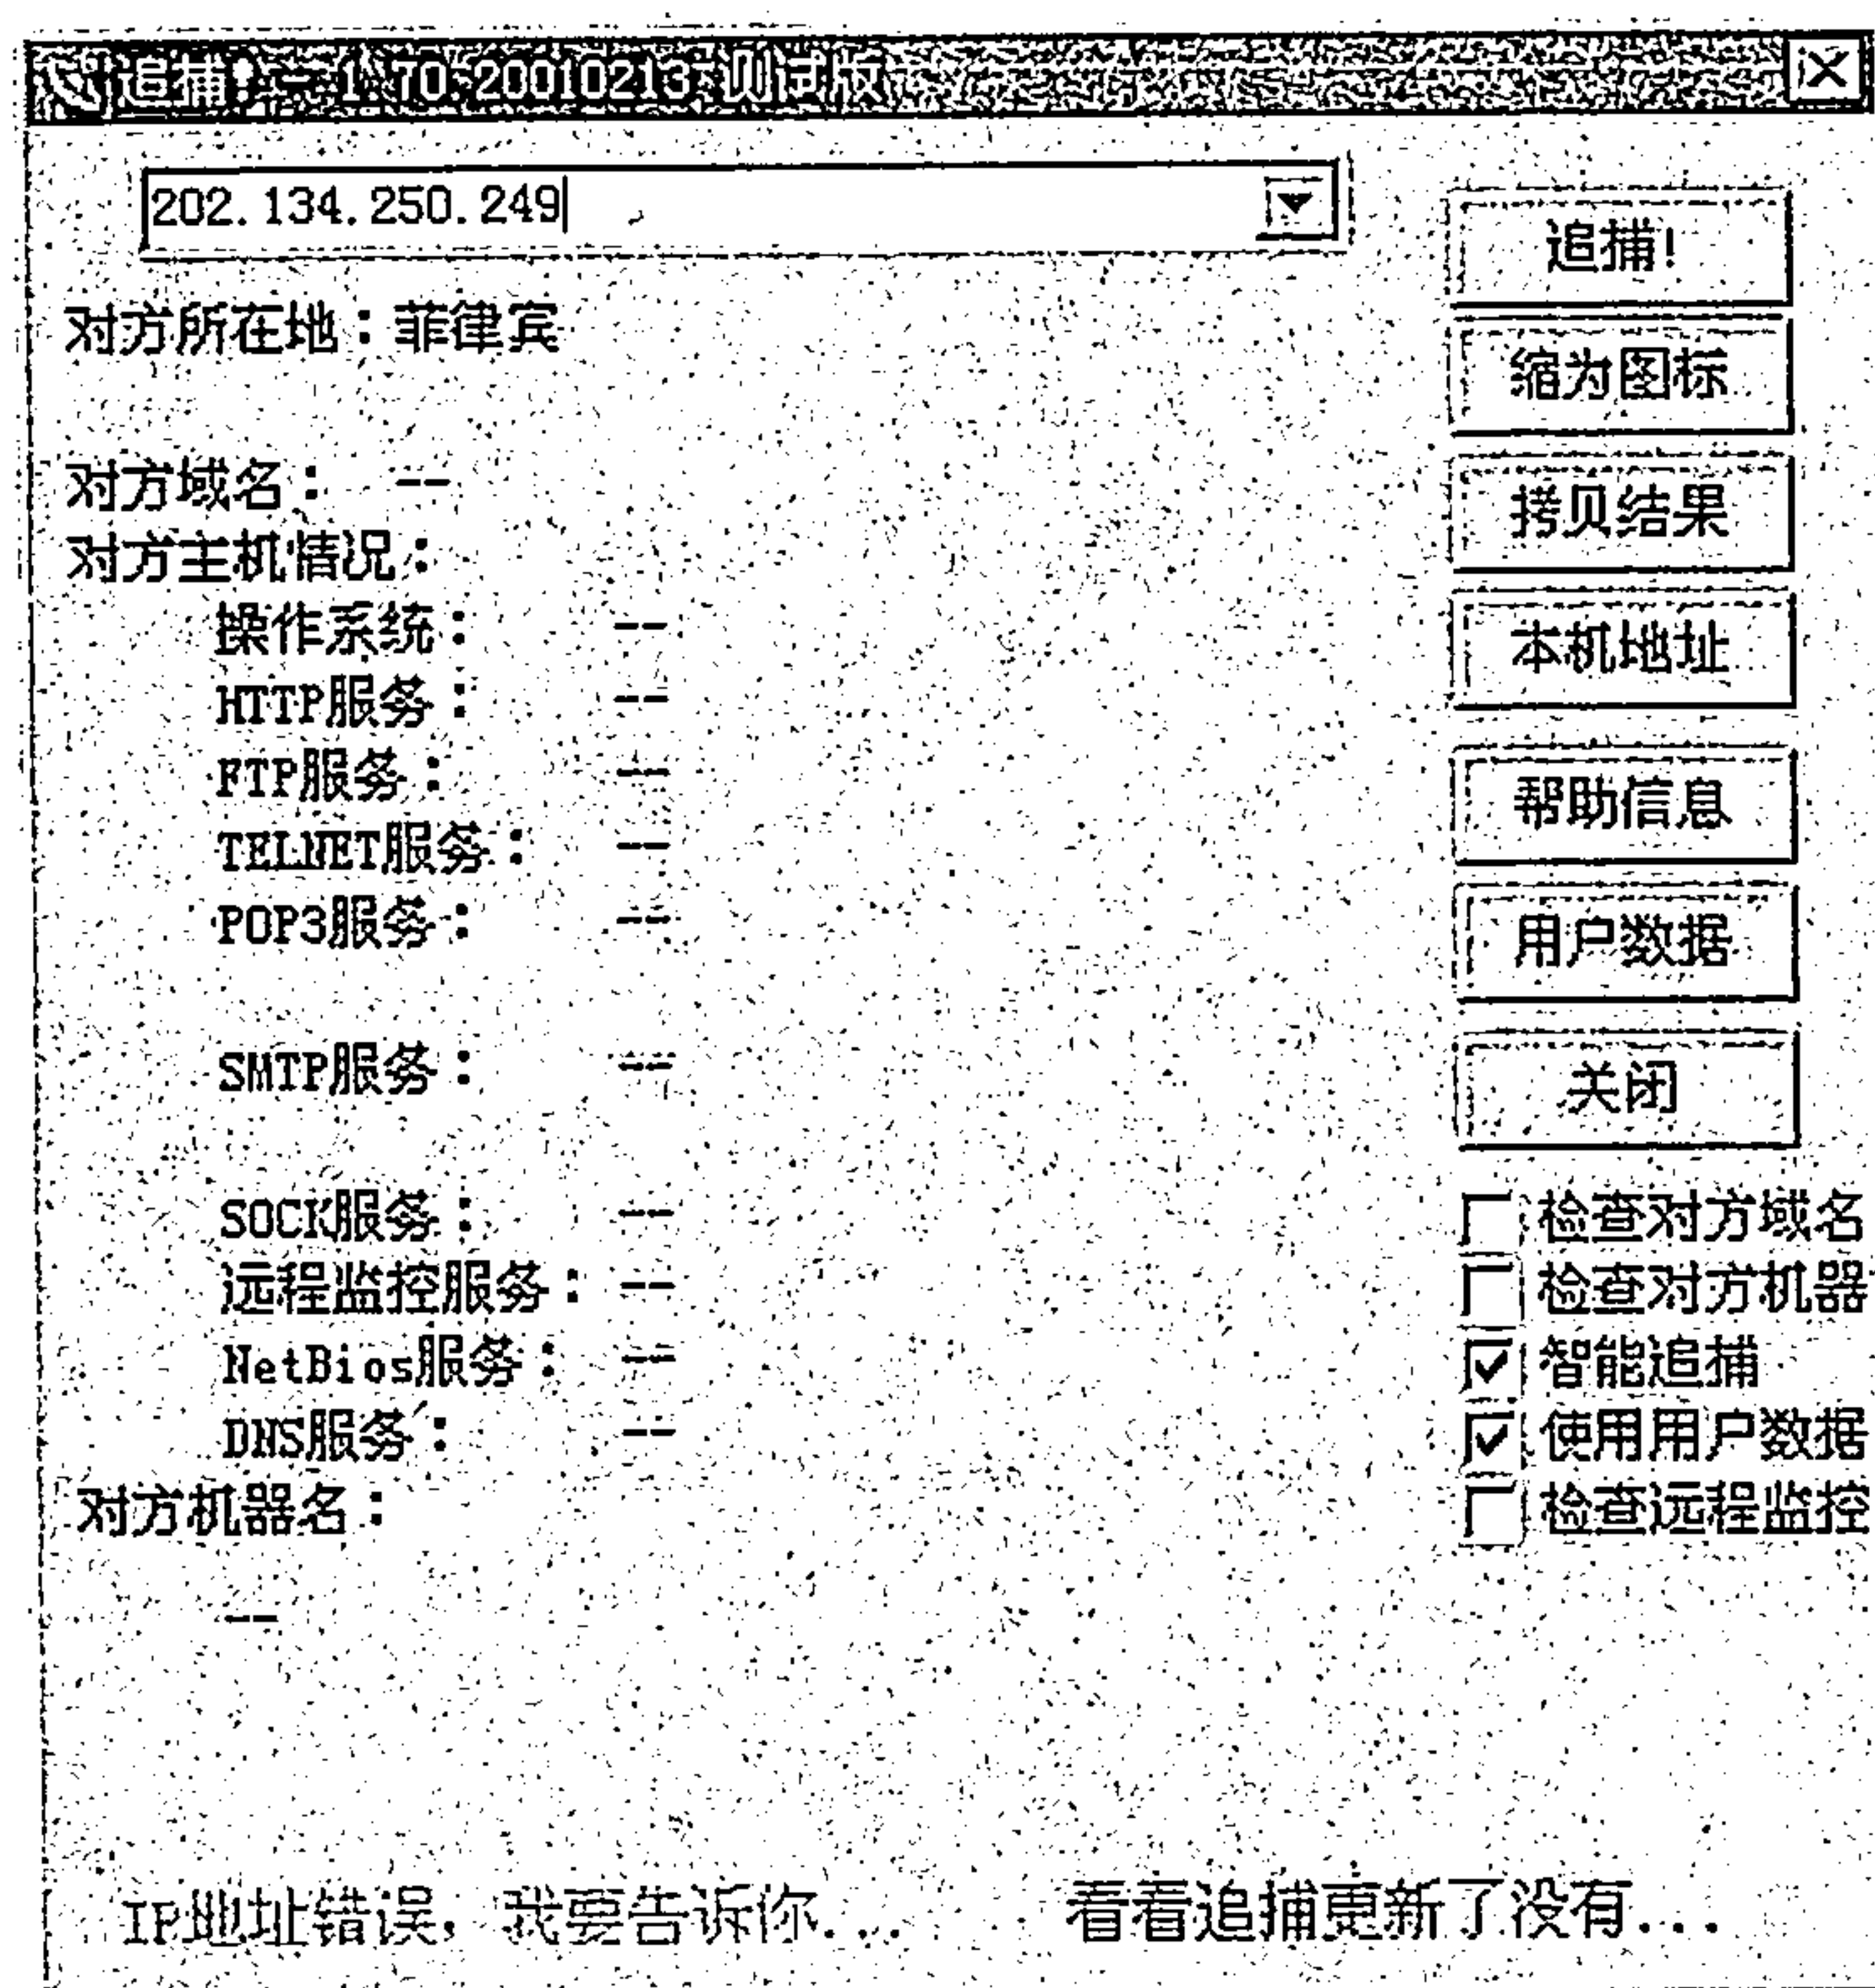 追捕! - 1.70.20010213 测试版
202.134.250.249
追捕!
对方所在地：菲律宾
缩为图标
对方域名： --
拷贝结果
对方主机情况：
操作系统： --
本机地址
HTTP服务： --
FTP服务： --
帮助信息
TELNET服务： --
POP3服务： --
用户数据
SMTP服务： --
关闭
SOCK服务： --
检查对方域名
远程监控服务： --
检查对方机器
NetBios服务： --
智能追捕
DNS服务： --
使用用户数据
对方机器名：
检查远程监控
--
IP地址错误，我要告诉你... 看看追捕更新了没有...